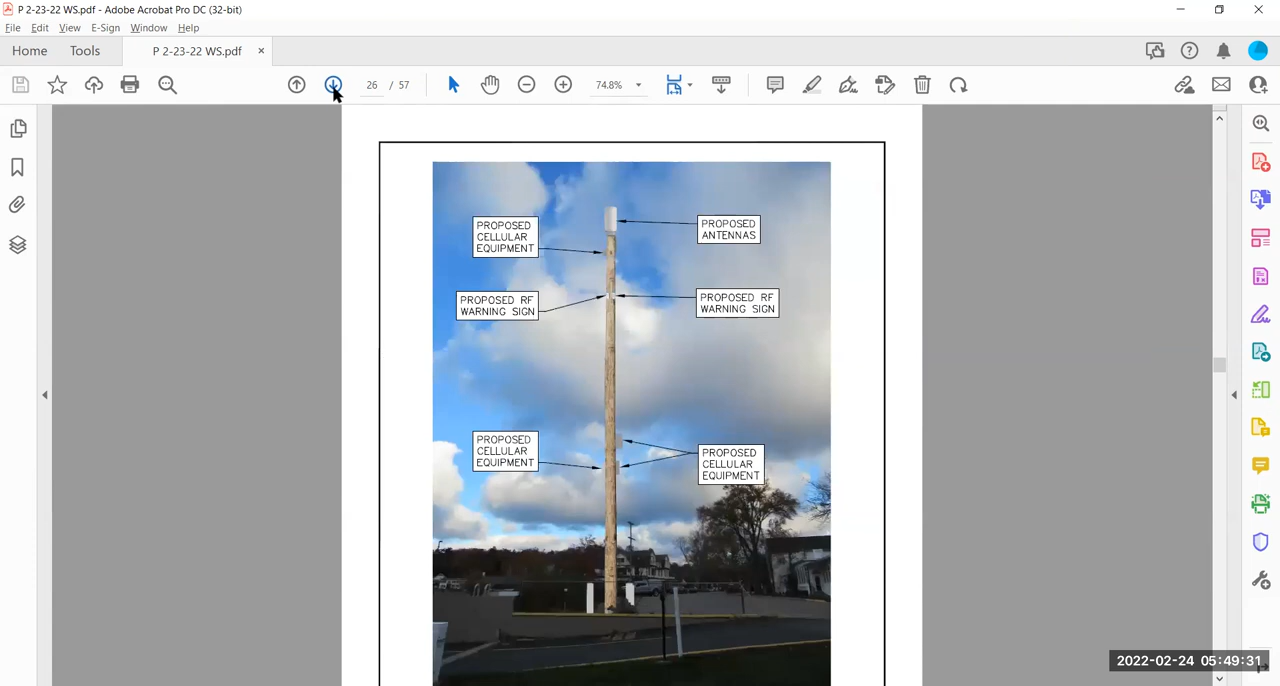 P 2-23-22 WS.pdf - Adobe Acrobat Pro DC (32-bit)
File Edit View E-Sign Window Help
Home Tools P 2-23-22 WS.pdf ×
26 / 57 74.8%
PROPOSED
CELLULAR
EQUIPMENT
PROPOSED
ANTENNAS
PROPOSED RF
WARNING SIGN
PROPOSED RF
WARNING SIGN
PROPOSED
CELLULAR
EQUIPMENT
PROPOSED
CELLULAR
EQUIPMENT
2022-02-24 05:49:31